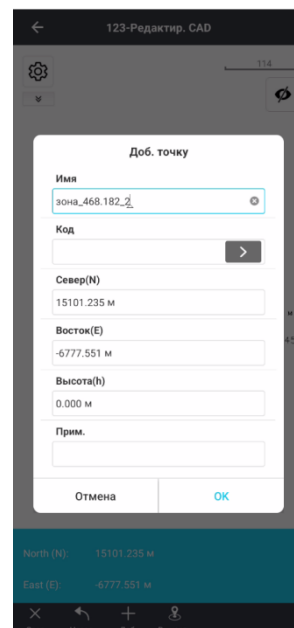 123-Редактир. CAD
114
Доб. точку
Имя
зона_468.182_2
Код
Север(N)
15101.235 м
м
Восток(E)
45
-6777.551 м
Высота(h)
0.000 м
Прим.
Отмена
OK
North (N): 15101.235 м
East (E): -6777.551 м